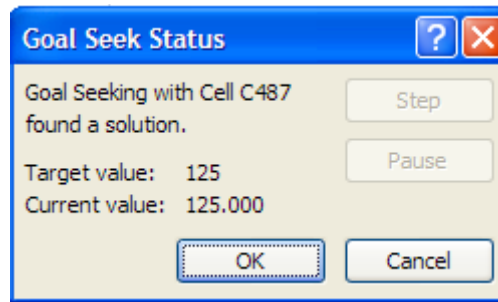 Goal Seek Status
?
Goal Seeking with Cell C487
found a solution.
Step
Pause
Target value: 125
Current value: 125.000
OK
Cancel